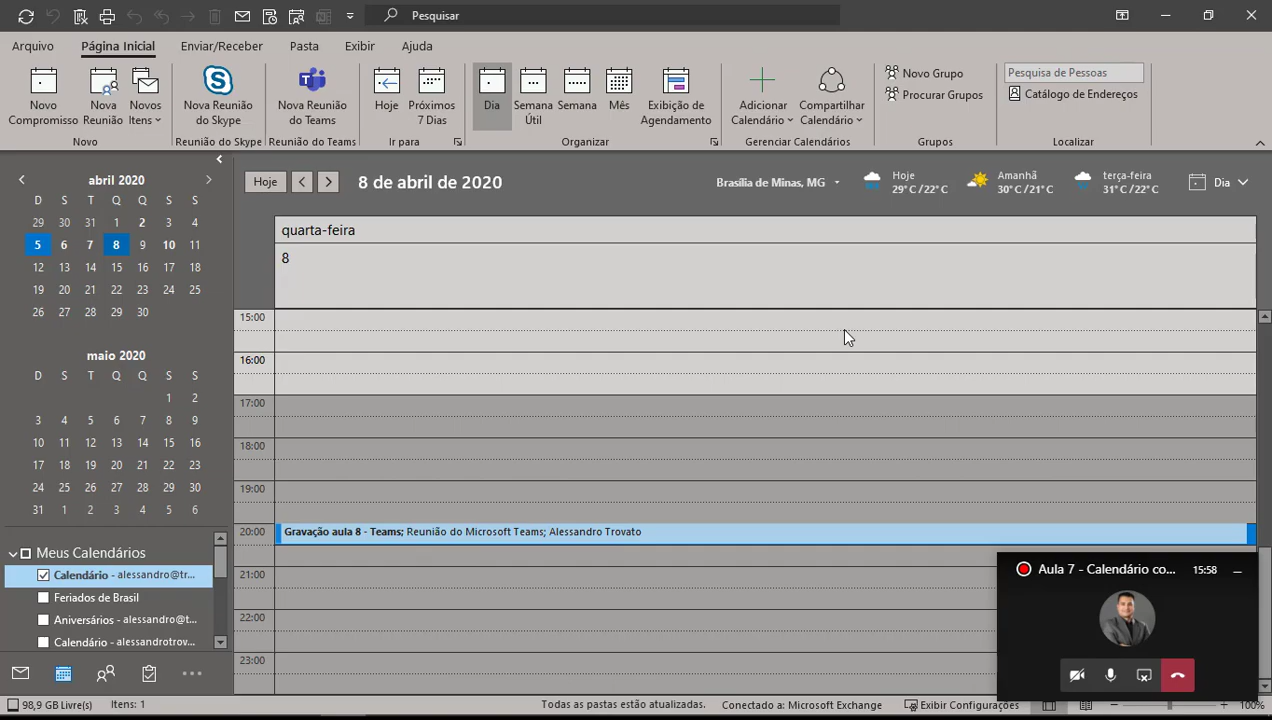 Pesquisar
Arquivo Página Inicial Enviar/Receber Pasta Exibir Ajuda
Novo Compromisso
Nova Reunião
Novos Itens
Novo
Nova Reunião do Skype
Reunião do Skype
Nova Reunião do Teams
Reunião do Teams
Hoje
Próximos 7 Dias
Ir para
Dia
Semana Útil
Semana
Mês
Exibição de Agendamento
Organizar
Adicionar Calendário
Compartilhar Calendário
Gerenciar Calendários
Novo Grupo
Procurar Grupos
Grupos
Pesquisa de Pessoas
Catálogo de Endereços
Localizar
abril 2020
D S T Q Q S S
29 30 31 1 2 3 4
5 6 7 8 9 10 11
12 13 14 15 16 17 18
19 20 21 22 23 24 25
26 27 28 29 30
maio 2020
D S T Q Q S S
1 2
3 4 5 6 7 8 9
10 11 12 13 14 15 16
17 18 19 20 21 22 23
24 25 26 27 28 29 30
31 1 2 3 4 5 6
Meus Calendários
Calendário - alessandro@tr...
Feriados de Brasil
Aniversários - alessandro@t...
Calendário - alessandrotrov...
Hoje
8 de abril de 2020
Brasília de Minas, MG
Hoje
29°C/22°C
Amanhã
30°C/21°C
terça-feira
31°C/22°C
Dia
quarta-feira
8
15:00
16:00
17:00
18:00
19:00
20:00 Gravação aula 8 - Teams; Reunião do Microsoft Teams; Alessandro Trovato
21:00
22:00
23:00
Aula 7 - Calendário co... 15:58
98,9 GB Livre(s) Itens: 1 Todas as pastas estão atualizadas. Conectado a: Microsoft Exchange Exibir Configurações 100%